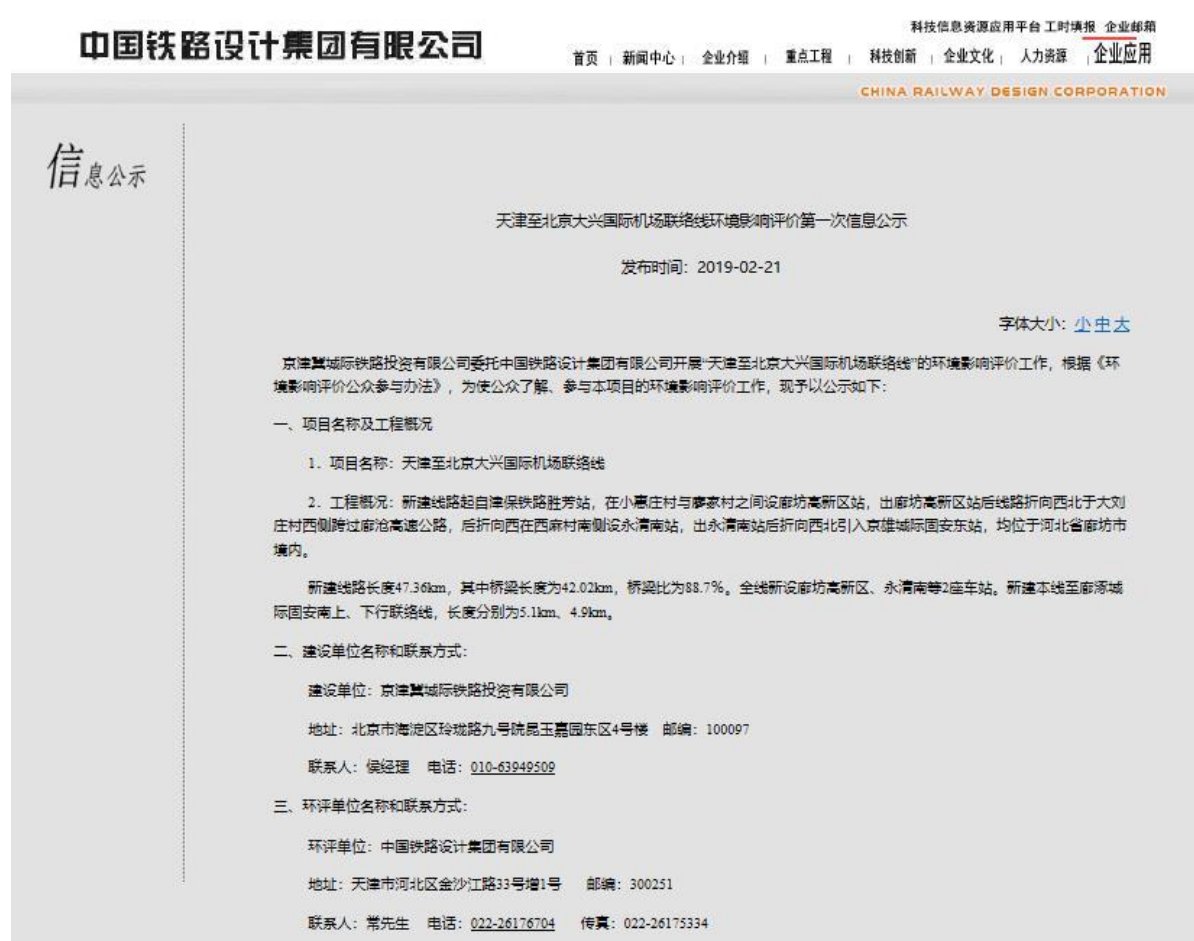 科技信息资源应用平台 工时填报 企业邮箱
中国铁路设计集团有限公司
首页 | 新闻中心 | 企业介绍 | 重点工程 | 科技创新 | 企业文化 | 人力资源 | 企业应用
CHINA RAILWAY DESIGN CORPORATION
信息公示
天津至北京大兴国际机场联络线环境影响评价第一次信息公示
发布时间：2019-02-21
字体大小：小 中 大
京津冀城际铁路投资有限公司委托中国铁路设计集团有限公司开展“天津至北京大兴国际机场联络线”的环境影响评价工作，根据《环
境影响评价公众参与办法》，为使公众了解、参与本项目的环境影响评价工作，现予以公示如下：
一、项目名称及工程概况
1．项目名称：天津至北京大兴国际机场联络线
2．工程概况：新建线路起自津保铁路胜芳站，在小惠庄村与廖家村之间设廊坊高新区站，出廊坊高新区站后线路折向西北于大刘
庄村西侧跨过廊沧高速公路，后折向西在西麻村南侧设永清南站，出永清南站后折向西北引入京雄城际固安东站，均位于河北省廊坊市
境内。
新建线路长度47.36km，其中桥梁长度为42.02km，桥梁比为88.7%。全线新设廊坊高新区、永清南等2座车站。新建本线至廊涿城
际固安南上、下行联络线，长度分别为5.1km、4.9km。
二、建设单位名称和联系方式：
建设单位：京津冀城际铁路投资有限公司
地址：北京市海淀区玲珑路九号院昆玉嘉园东区4号楼 邮编：100097
联系人：侯经理 电话：010-63949509
三、环评单位名称和联系方式：
环评单位：中国铁路设计集团有限公司
地址：天津市河北区金沙江路33号增1号 邮编：300251
联系人：常先生 电话：022-26176704 传真：022-26175334